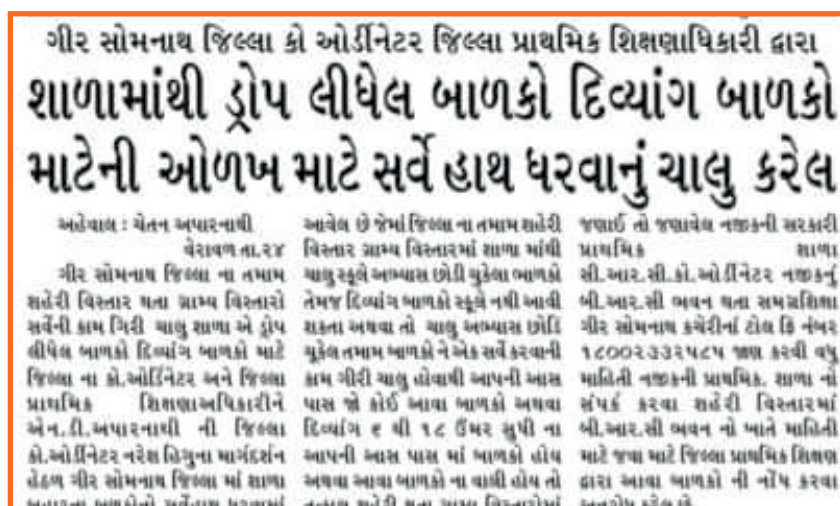 ગીર સોમનાથ જિલ્લા કો ઓર્ડીનેટર જિલ્લા પ્રાથમિક શિક્ષણાધિકારી દ્વારા
શાળામાંથી ડ્રોપ લીધેલ બાળકો દિવ્યાંગ બાળકો
માટેની ઓળખ માટે સર્વે હાથ ધરવાનું ચાલુ કરેલ
અહેવાલ : ચેતન અપારનાથી
વેરાવળ તા.૨૪
ગીર સોમનાથ જિલ્લા ના તમામ
શહેરી વિસ્તાર થતા ગ્રામ્ય વિસ્તારો
સર્વેની કામ ગિરી ચાલુ શાળા એ ડ્રોપ
લીધેલ બાળકો દિવ્યાંગ બાળકો માટે
જિલ્લા ના કો.ઓર્ડિનેટર અને જિલ્લા
પ્રાથમિક શિક્ષણાઅધિકારીને
એન.ડી.અપારનાથી ની જિલ્લા
કો.ઓર્ડીનેટર નરેશ હિગુના માર્ગદર્શન
હેઠળ ગીર સોમનાથ જિલ્લા માં શાળા
આવેલ છે જેમાં જિલ્લા ના તમામ શહેરી
વિસ્તાર ગ્રામ્ય વિસ્તારમાં શાળા માંથી
ચાલુ સ્કૂલે અભ્યાસ છોડી ચુકેલા બાળકો
તેમજ દિવ્યાંગ બાળકો સ્કૂલે નથી આવી
શકતા અથવા તો ચાલુ અભ્યાસ છોડિ
ચૂકેલ તમામ બાળકો ને એક સર્વે કરવાની
કામ ગીરી ચાલુ હોવાથી આપની આસ
પાસ જો કોઈ આવા બાળકો અથવા
દિવ્યાંગ ૬ થી ૧૮ ઉંમર સુધી ના
આપની આસ પાસ માં બાળકો હોય
અથવા આવા બાળકો ના વાલી હોય તો
જણાઈ તો જણાવેલ નજીકની સરકારી
પ્રાથમિક શાળા
સી.આર.સી.કો.ઓર્ડીનેટર નજીકનું
બી.આર.સી ભવન થતા સમગ્રશિક્ષા
ગીર સોમનાથ કચેરીનાં ટોલ ફ્રિ નંબર
૧૮૦૦૨૩૩૨૫૮૫ જાણ કરવી વધુ
માહિતી નજીકની પ્રાથમિક. શાળા નો
સંપર્ક કરવા શહેરી વિસ્તારમાં
બી.આર.સી ભવન નો ખાતે માહિતી
માટે જવા માટે જિલ્લા પ્રાથમિક શિક્ષણ
દ્વારા આવા બાળકો ની નોંધ કરવા